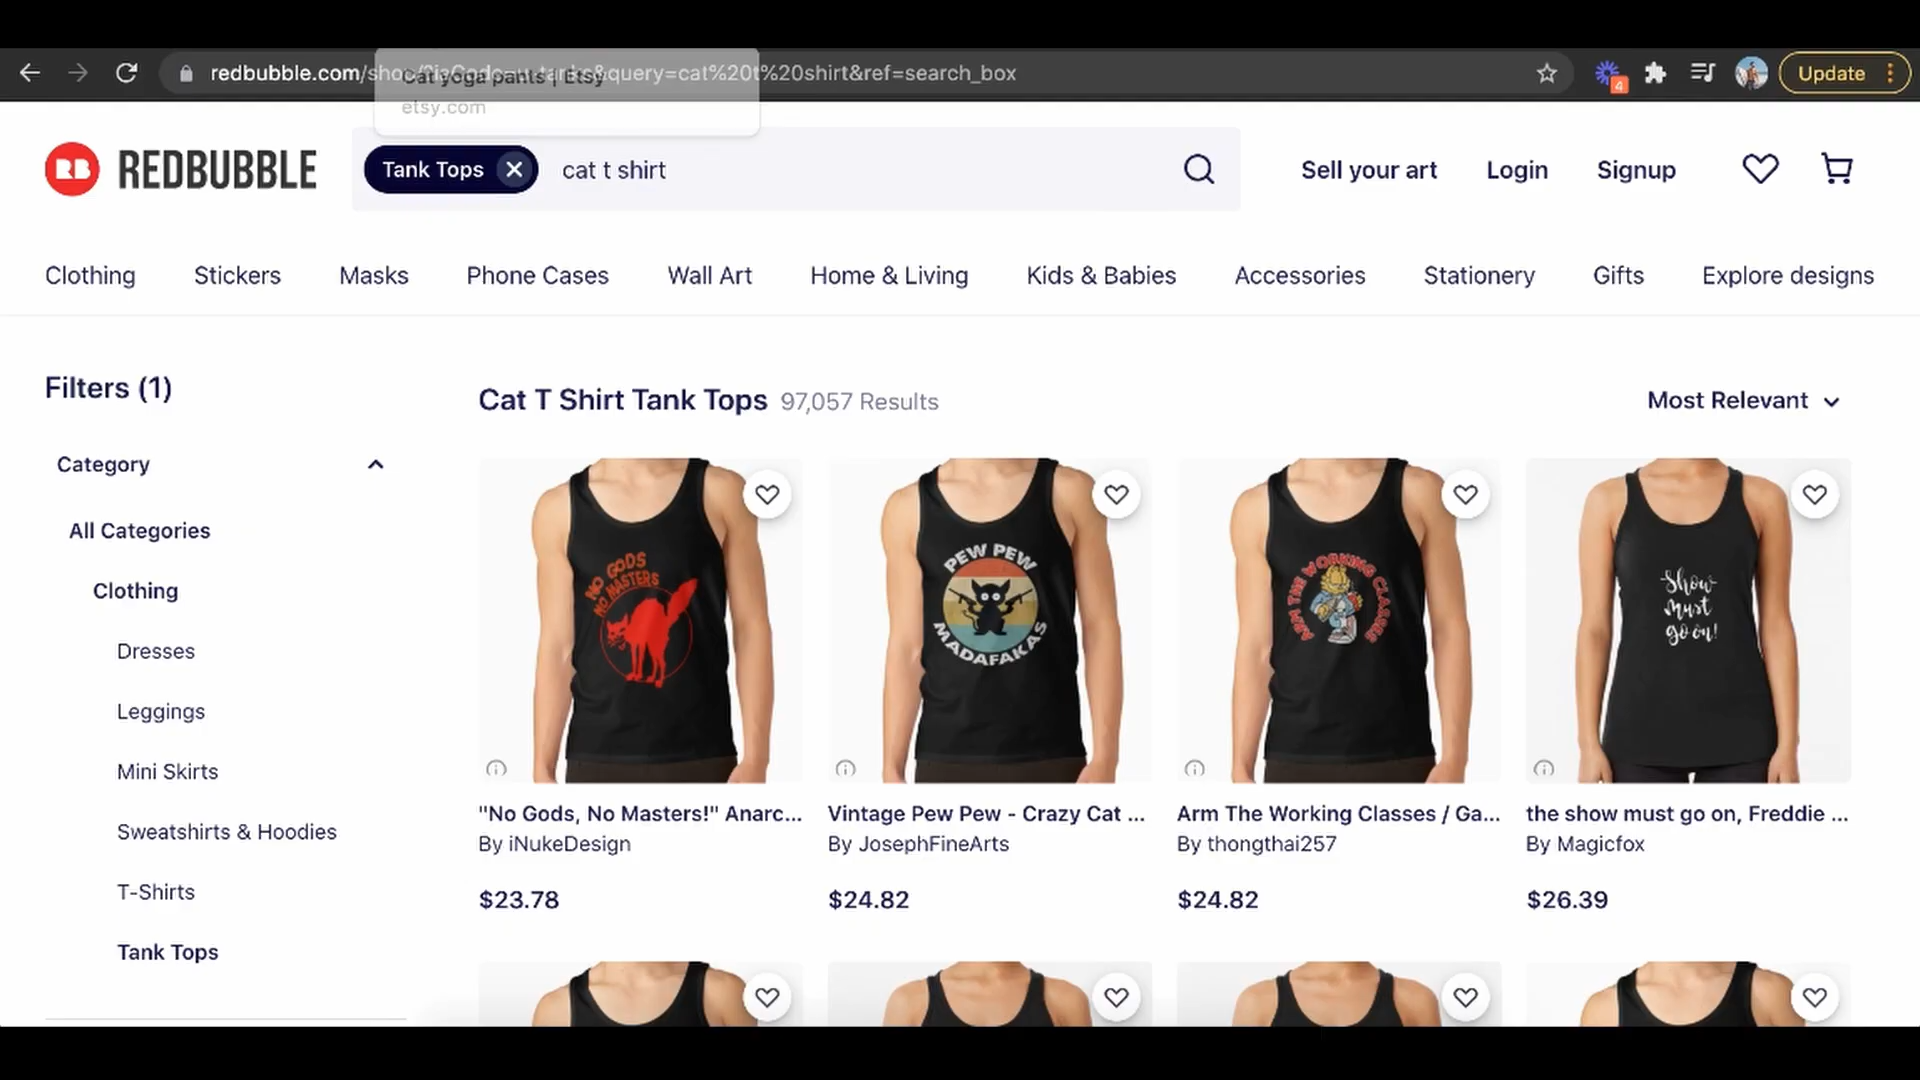 redbubble.com/shop/?iaCode=u-tanks&query=cat%20t%20shirt&ref=search_box
Cat yoga pants | Etsy
etsy.com
4
Update
RB REDBUBBLE
Tank Tops
cat t shirt
Sell your art
Login
Signup
Clothing
Stickers
Masks
Phone Cases
Wall Art
Home & Living
Kids & Babies
Accessories
Stationery
Gifts
Explore designs
Filters (1)
Category
All Categories
Clothing
Dresses
Leggings
Mini Skirts
Sweatshirts & Hoodies
T-Shirts
Tank Tops
Cat T Shirt Tank Tops 97,057 Results
Most Relevant
NO GODS
NO MASTERS
PEW PEW
MADAFAKAS
ARM THE WORKING CLASSES
Show
must
go on!
"No Gods, No Masters!" Anarc...
By iNukeDesign
$23.78
Vintage Pew Pew - Crazy Cat ...
By JosephFineArts
$24.82
Arm The Working Classes / Ga...
By thongthai257
$24.82
the show must go on, Freddie ...
By Magicfox
$26.39